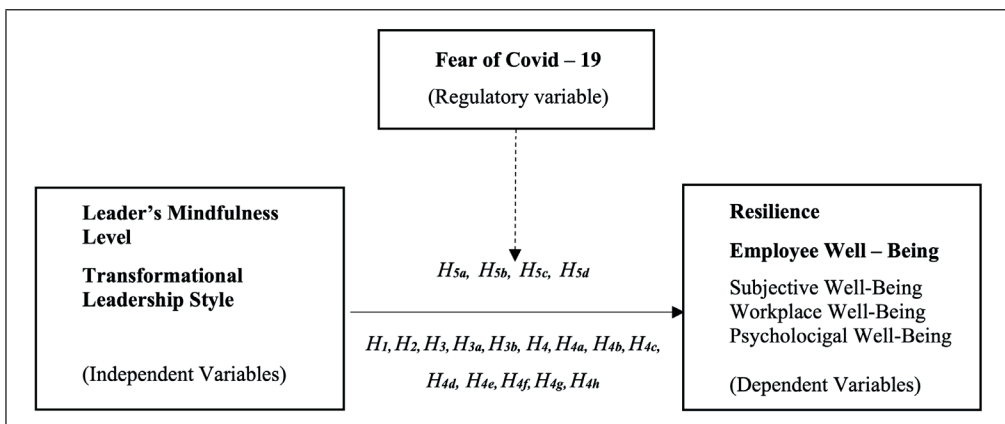 Fear of Covid – 19
(Regulatory variable)
Leader's Mindfulness
Level
Transformational
Leadership Style
(Independent Variables)
H5a, H5b, H5c, H5d
H1, H2, H3, H3a, H3b, H4, H4a, H4b, H4c,
H4d, H4e, H4f, H4g, H4h
Resilience
Employee Well – Being
Subjective Well-Being
Workplace Well-Being
Psycholocigal Well-Being
(Dependent Variables)